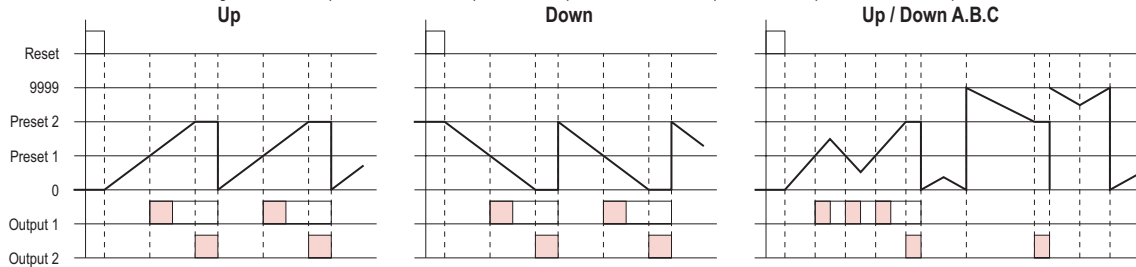 Up
Down
Up / Down A.B.C
Reset
9999
Preset 2
Preset 1
0
Output 1
Output 2